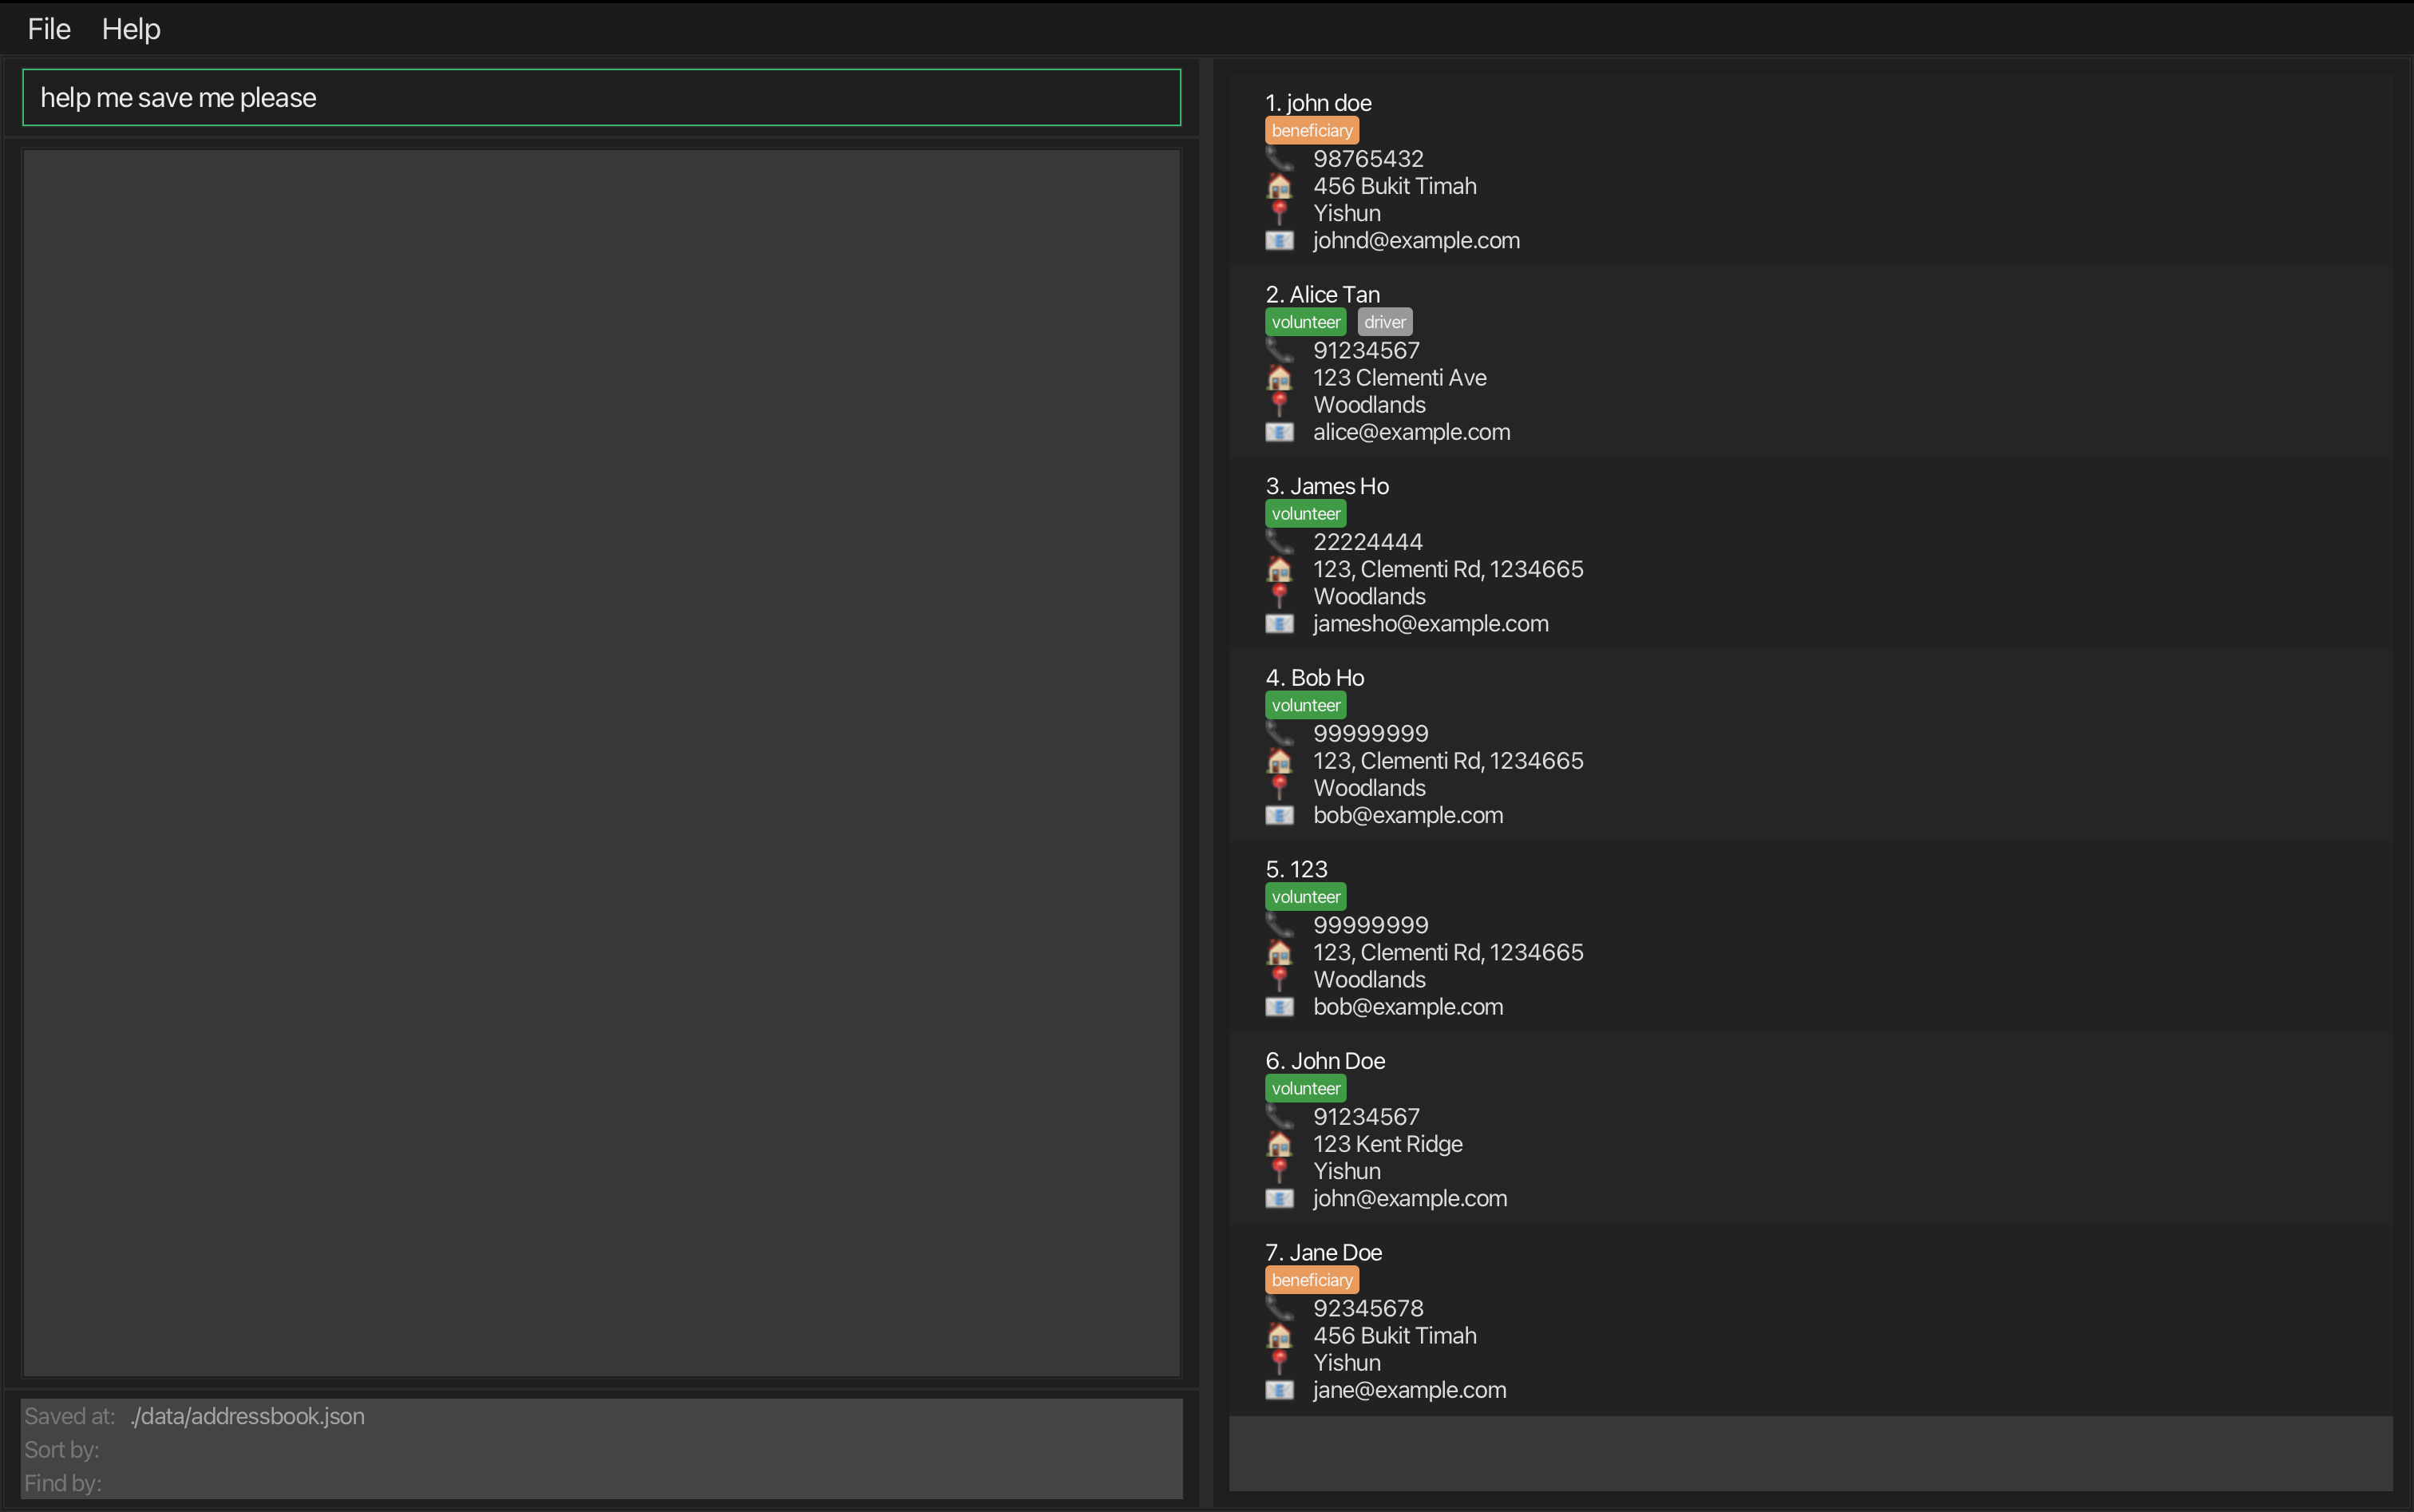 File Help
help me save me please
Saved at: ./data/addressbook.json
Sort by:
Find by:
1. john doe
beneficiary
98765432
456 Bukit Timah
Yishun
johnd@example.com
2. Alice Tan
volunteer driver
91234567
123 Clementi Ave
Woodlands
alice@example.com
3. James Ho
volunteer
22224444
123, Clementi Rd, 1234665
Woodlands
jamesho@example.com
4. Bob Ho
volunteer
99999999
123, Clementi Rd, 1234665
Woodlands
bob@example.com
5. 123
volunteer
99999999
123, Clementi Rd, 1234665
Woodlands
bob@example.com
6. John Doe
volunteer
91234567
123 Kent Ridge
Yishun
john@example.com
7. Jane Doe
beneficiary
92345678
456 Bukit Timah
Yishun
jane@example.com